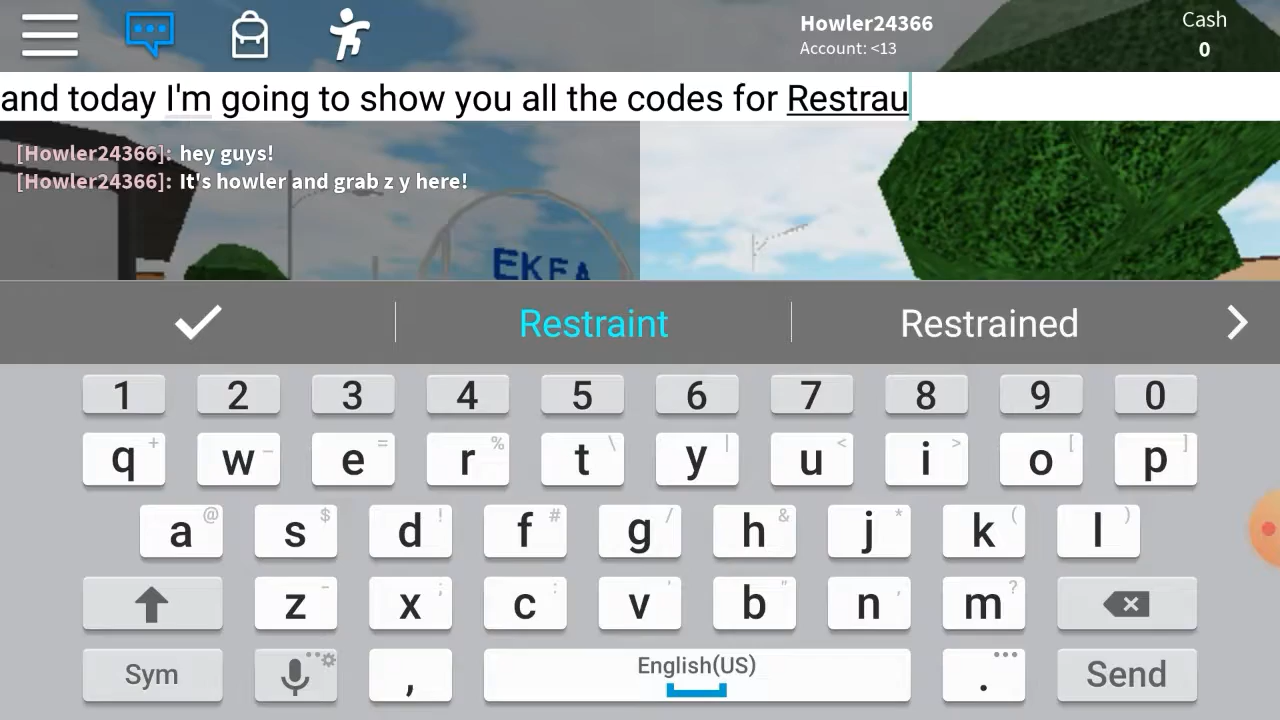 Howler24366
Account: <13
Cash
0
and today I'm going to show you all the codes for Restrau
[Howler24366]: hey guys!
[Howler24366]: It's howler and grab z y here!
EKEA
Restraint
Restrained
1 2 3 4 5 6 7 8 9 0
q + w - e = r % t \ y | u < i > o [ p ]
a @ s $ d ! f # g / h & j * k ( l )
z - x ; c : v ' b " n , m ?
Sym , English(US) . Send